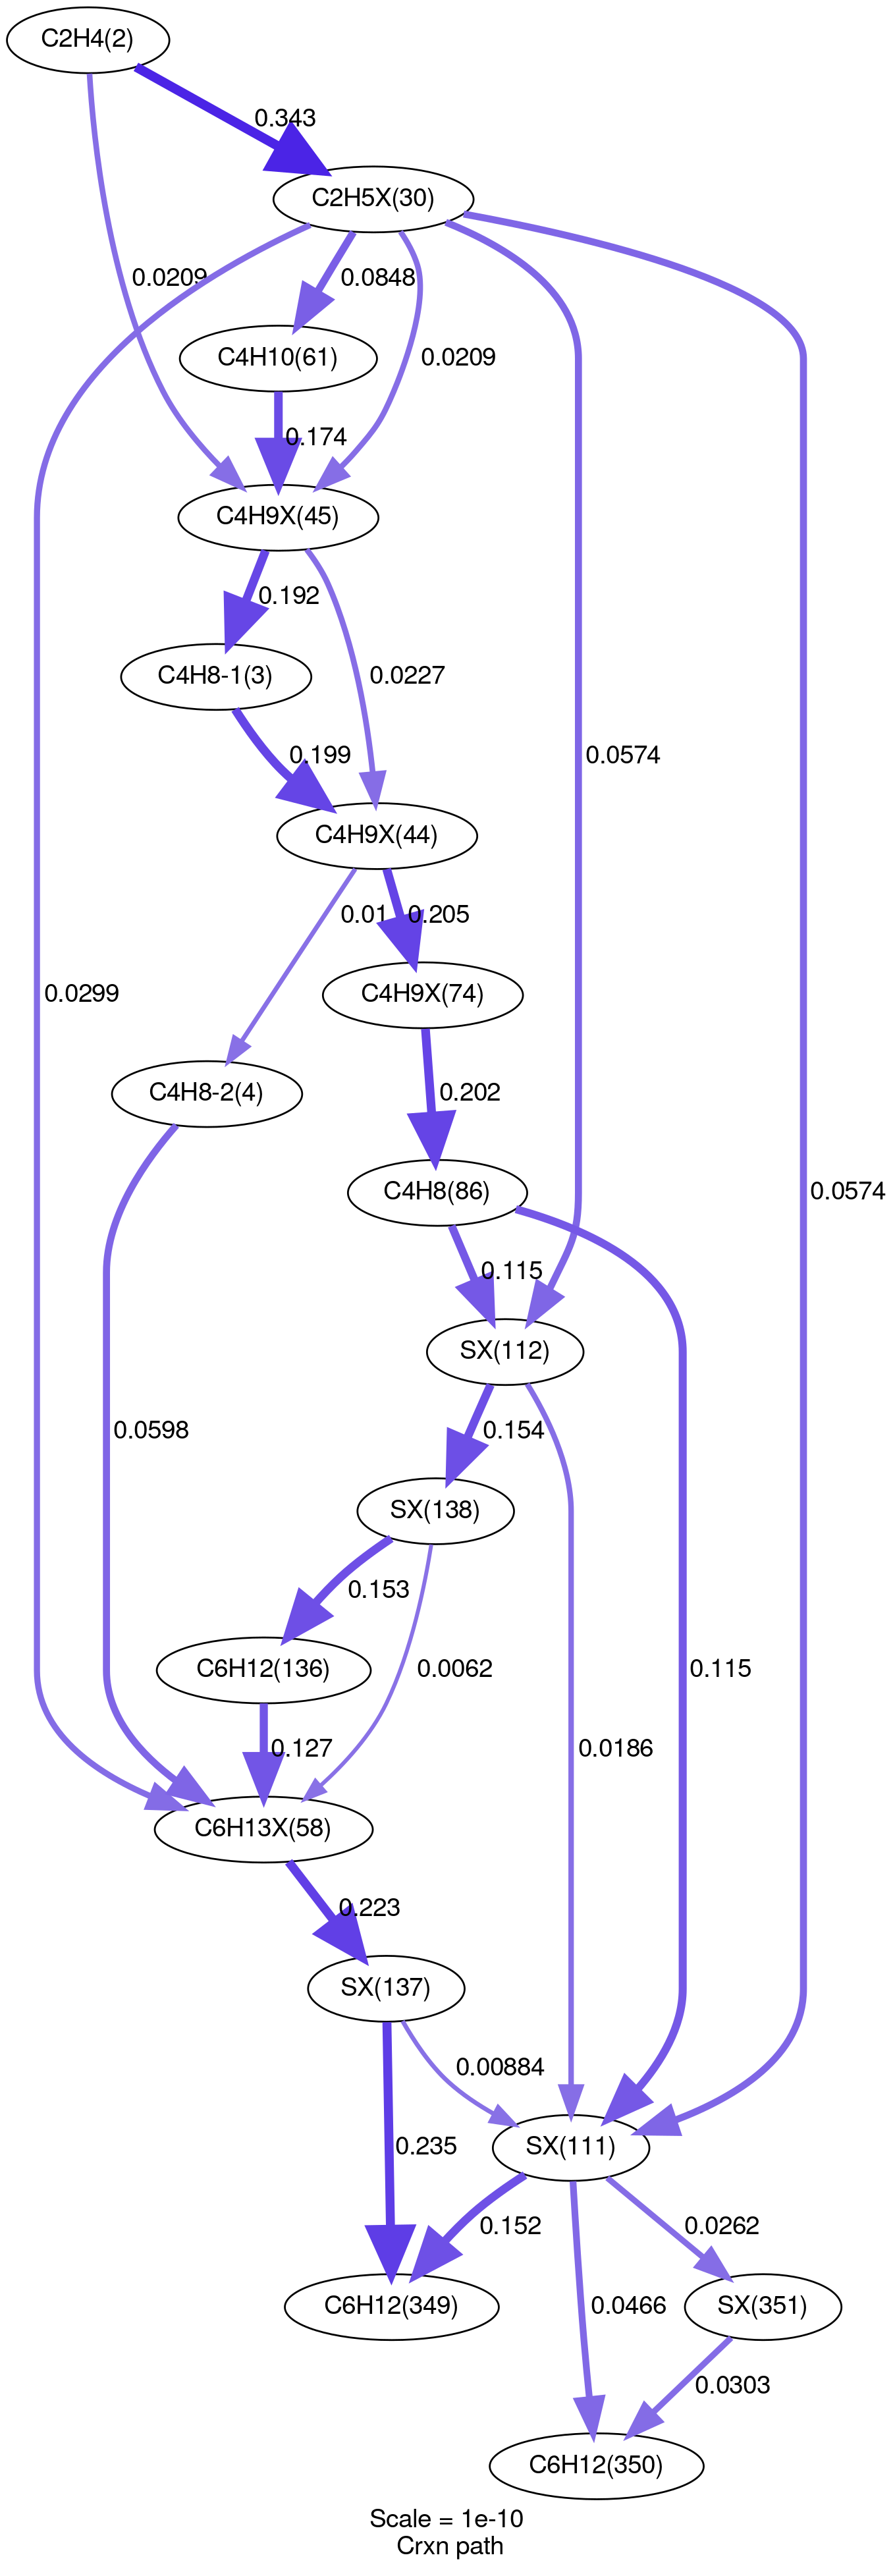 C2H4(2)
0.343
C2H5X(30)
0.0209
0.0848
C4H10(61)
0.0209
0.174
C4H9X(45)
0.192
C4H8-1(3)
0.0227
0.199
0.0574
C4H9X(44)
0.01
0.205
0.0299
C4H9X(74)
C4H8-2(4)
0.202
C4H8(86)
0.0574
0.115
SX(112)
0.0598
0.154
SX(138)
0.153
C6H12(136)
0.0062
0.115
0.127
0.0186
C6H13X(58)
0.223
SX(137)
0.00884
SX(111)
0.235
0.152
0.0262
C6H12(349)
0.0466
SX(351)
0.0303
C6H12(350)
Scale = 1e-10
Crxn path